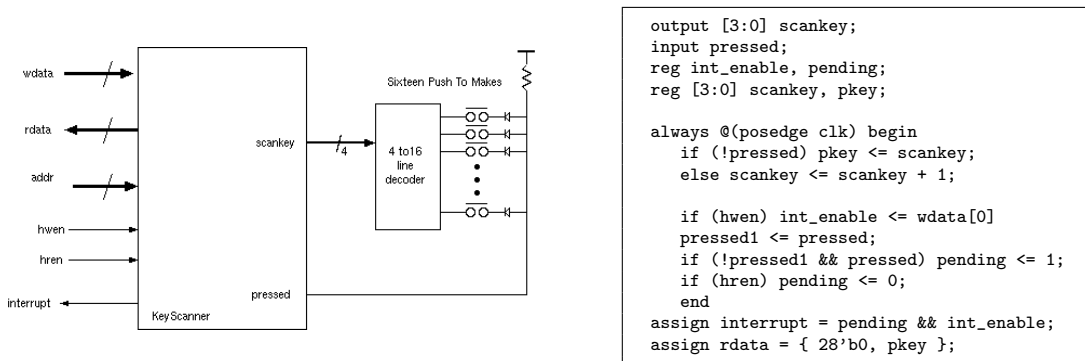 wdata
rdata
addr
hwen
hren
interrupt
scankey
pressed
KeyScanner
4
Sixteen Push To Makes
4 to16
line
decoder
output [3:0] scankey;
input pressed;
reg int_enable, pending;
reg [3:0] scankey, pkey;
always @(posedge clk) begin
if (!pressed) pkey <= scankey;
else scankey <= scankey + 1;
if (hwen) int_enable <= wdata[0]
pressed1 <= pressed;
if (!pressed1 && pressed) pending <= 1;
if (hren) pending <= 0;
end
assign interrupt = pending && int_enable;
assign rdata = { 28'b0, pkey };